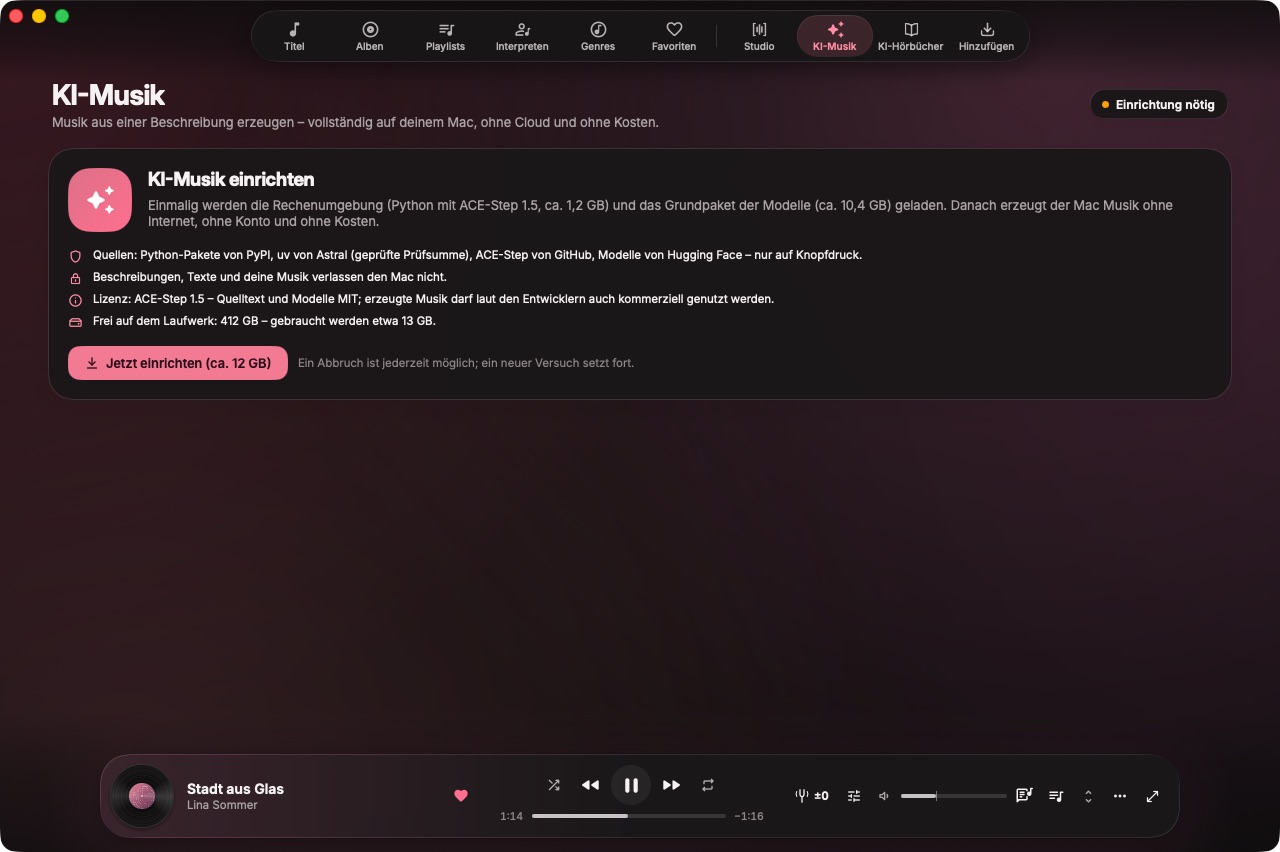 Titel
Alben
Playlists
Interpreten
Genres
Favoriten
Studio
KI-Musik
KI-Hörbücher
Hinzufügen
KI-Musik
Musik aus einer Beschreibung erzeugen – vollständig auf deinem Mac, ohne Cloud und ohne Kosten.
Einrichtung nötig
KI-Musik einrichten
Einmalig werden die Rechenumgebung (Python mit ACE-Step 1.5, ca. 1,2 GB) und das Grundpaket der Modelle (ca. 10,4 GB) geladen. Danach erzeugt der Mac Musik ohne
Internet, ohne Konto und ohne Kosten.
Quellen: Python-Pakete von PyPI, uv von Astral (geprüfte Prüfsumme), ACE-Step von GitHub, Modelle von Hugging Face – nur auf Knopfdruck.
Beschreibungen, Texte und deine Musik verlassen den Mac nicht.
Lizenz: ACE-Step 1.5 – Quelltext und Modelle MIT; erzeugte Musik darf laut den Entwicklern auch kommerziell genutzt werden.
Frei auf dem Laufwerk: 412 GB – gebraucht werden etwa 13 GB.
Jetzt einrichten (ca. 12 GB)
Ein Abbruch ist jederzeit möglich; ein neuer Versuch setzt fort.
Stadt aus Glas
Lina Sommer
1:14
−1:16
±0